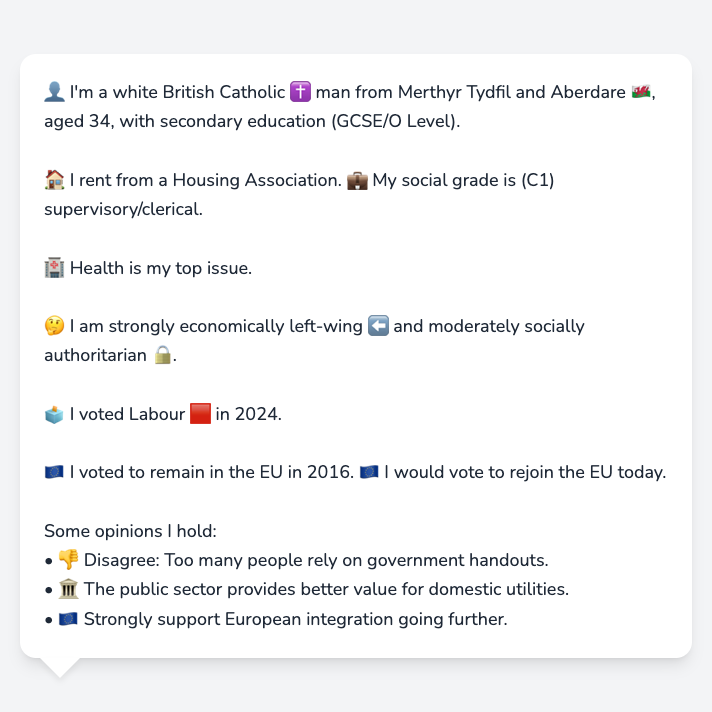 👤 I'm a white British Catholic ✝️ man from Merthyr Tydfil and Aberdare 🏴󠁧󠁢󠁷󠁬󠁳󠁿,
aged 34, with secondary education (GCSE/O Level).
🏠 I rent from a Housing Association. 💼 My social grade is (C1)
supervisory/clerical.
🏥 Health is my top issue.
🤔 I am strongly economically left-wing ⬅️ and moderately socially
authoritarian 🔒.
🗳️ I voted Labour 🟥 in 2024.
🇪🇺 I voted to remain in the EU in 2016. 🇪🇺 I would vote to rejoin the EU today.
Some opinions I hold:
• 👎 Disagree: Too many people rely on government handouts.
• 🏛️ The public sector provides better value for domestic utilities.
• 🇪🇺 Strongly support European integration going further.